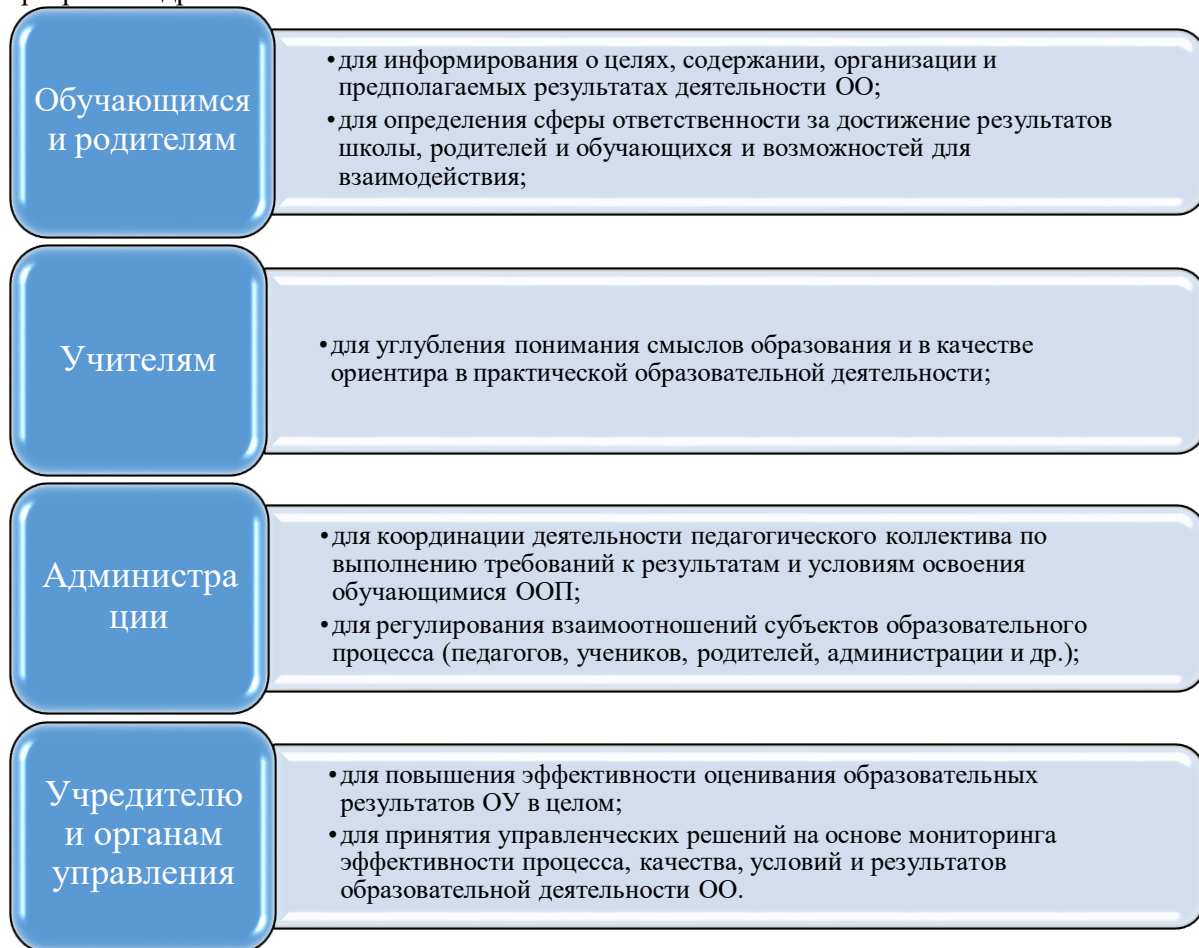 Обучающимся
и родителям
•для информирования о целях, содержании, организации и
предполагаемых результатах деятельности ОО;
•для определения сферы ответственности за достижение результатов
школы, родителей и обучающихся и возможностей для
взаимодействия;
Учителям
•для углубления понимания смыслов образования и в качестве
ориентира в практической образовательной деятельности;
Администра
ции
•для координации деятельности педагогического коллектива по
выполнению требований к результатам и условиям освоения
обучающимися ООП;
•для регулирования взаимоотношений субъектов образовательного
процесса (педагогов, учеников, родителей, администрации и др.);
Учредителю
и органам
управления
•для повышения эффективности оценивания образовательных
результатов ОУ в целом;
•для принятия управленческих решений на основе мониторинга
эффективности процесса, качества, условий и результатов
образовательной деятельности ОО.